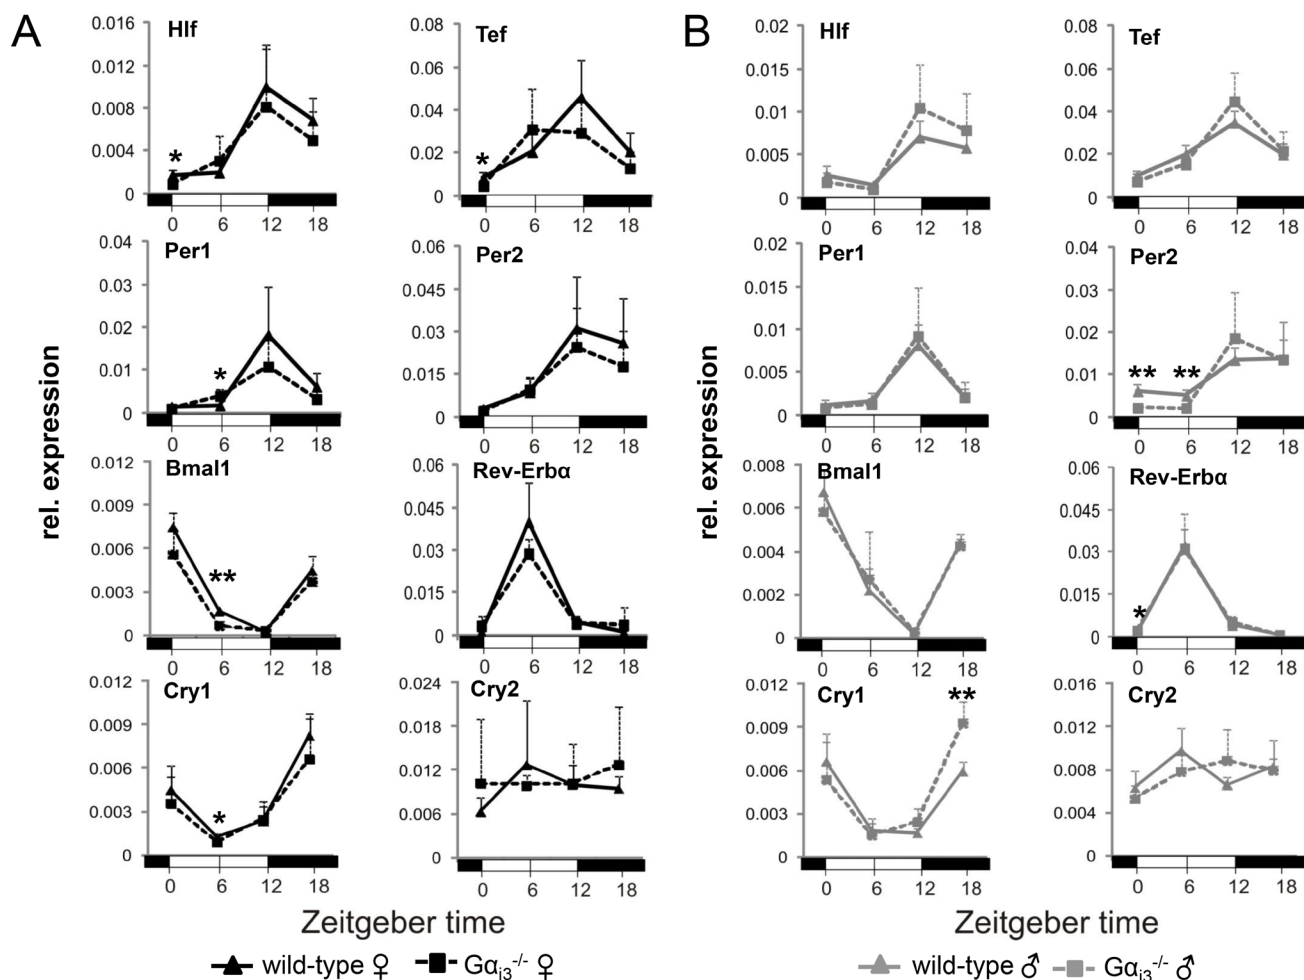 A
B
Hlf
0.016
0.012
0.008
0.004
0
*
0 6 12 18
Tef
0.08
0.06
0.04
0.02
0
*
0 6 12 18
Per1
0.04
0.03
0.02
0.01
0
*
0 6 12 18
Per2
0.06
0.045
0.03
0.015
0
0 6 12 18
rel. expression
Bmal1
0.012
0.009
0.006
0.003
0
**
0 6 12 18
Rev-Erbα
0.06
0.045
0.03
0.015
0
0 6 12 18
Cry1
0.012
0.009
0.006
0.003
0
*
0 6 12 18
Cry2
0.024
0.018
0.012
0.006
0
0 6 12 18
Zeitgeber time
wild-type ♀ Gαi3-/- ♀
Hlf
0.02
0.015
0.01
0.005
0
0 6 12 18
Tef
0.08
0.06
0.04
0.02
0
0 6 12 18
Per1
0.02
0.015
0.01
0.005
0
0 6 12 18
Per2
0.04
0.03
0.02
0.01
0
** **
0 6 12 18
rel. expression
Bmal1
0.008
0.006
0.004
0.002
0
0 6 12 18
Rev-Erbα
0.06
0.045
0.03
0.015
0
*
0 6 12 18
Cry1
0.012
0.009
0.006
0.003
0
**
0 6 12 18
Cry2
0.016
0.012
0.008
0.004
0
0 6 12 18
Zeitgeber time
wild-type ♂ Gαi3-/- ♂